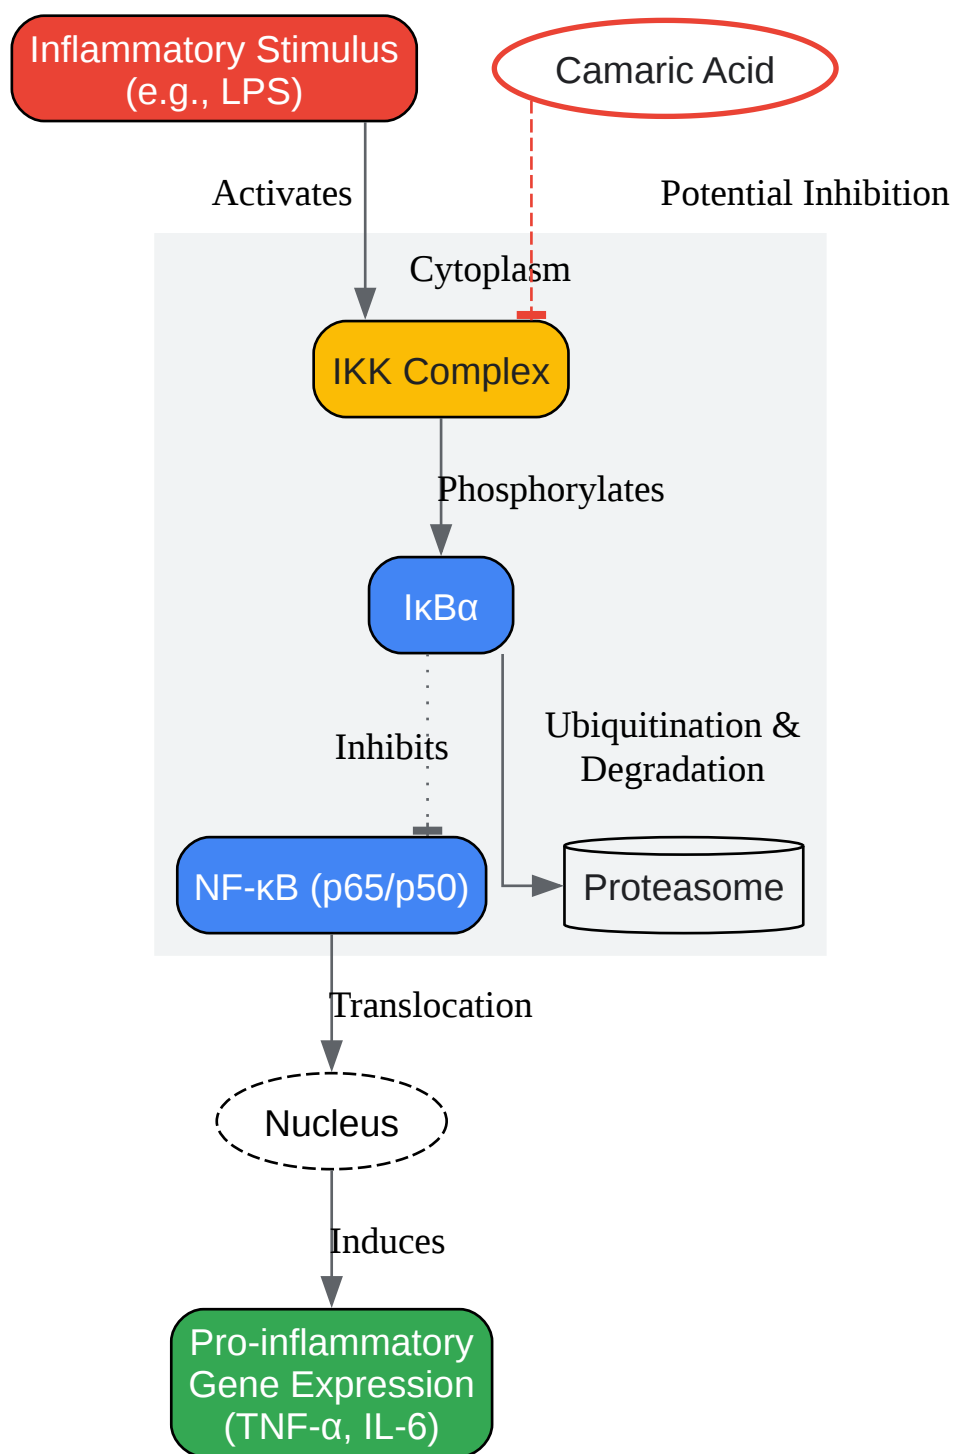 Inflammatory Stimulus
(e.g., LPS)
Camaric Acid
Activates
Potential Inhibition
Cytoplasm
IKK Complex
Phosphorylates
IκBα
Inhibits
Ubiquitination &
Degradation
NF-κB (p65/p50)
Proteasome
Translocation
Nucleus
Induces
Pro-inflammatory
Gene Expression
(TNF-α, IL-6)